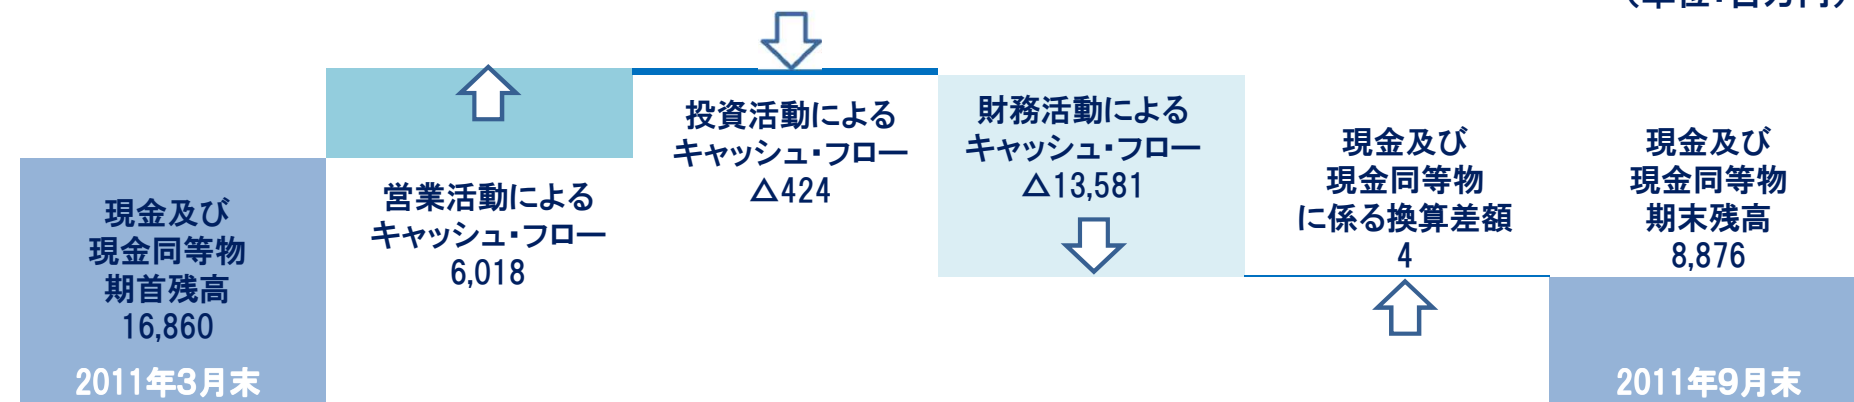 （単位：百万円）
現金及び
現金同等物
期首残高
16,860
2011年3月末
営業活動による
キャッシュ・フロー
6,018
投資活動による
キャッシュ・フロー
△424
財務活動による
キャッシュ・フロー
△13,581
現金及び
現金同等物
に係る換算差額
4
現金及び
現金同等物
期末残高
8,876
2011年9月末